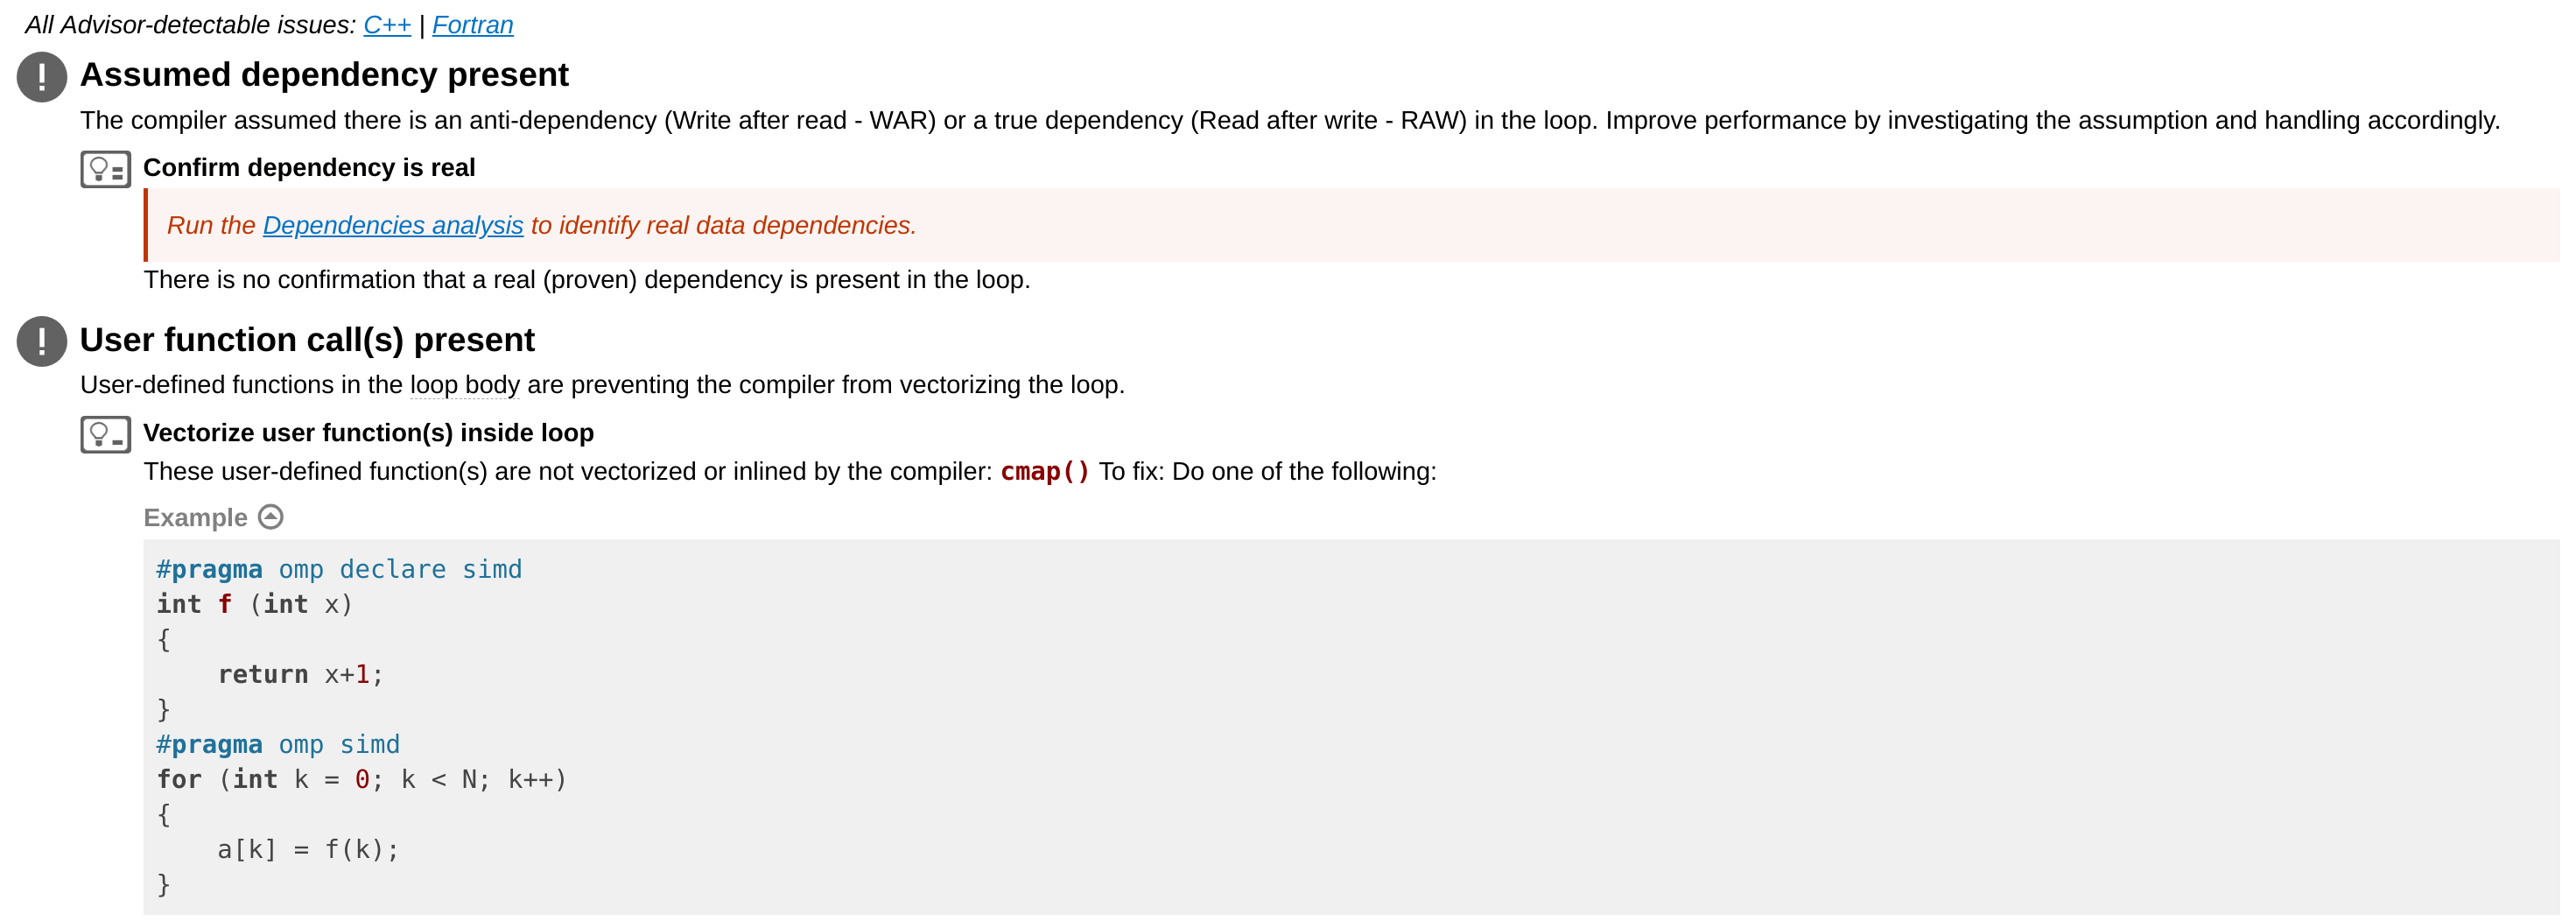 All Advisor-detectable issues: C++ | Fortran
Assumed dependency present
The compiler assumed there is an anti-dependency (Write after read - WAR) or a true dependency (Read after write - RAW) in the loop. Improve performance by investigating the assumption and handling accordingly.
Confirm dependency is real
Run the Dependencies analysis to identify real data dependencies.
There is no confirmation that a real (proven) dependency is present in the loop.
User function call(s) present
User-defined functions in the loop body are preventing the compiler from vectorizing the loop.
Vectorize user function(s) inside loop
These user-defined function(s) are not vectorized or inlined by the compiler: cmap() To fix: Do one of the following:
Example
#pragma omp declare simd
int f (int x)
{
    return x+1;
}
#pragma omp simd
for (int k = 0; k < N; k++)
{
    a[k] = f(k);
}